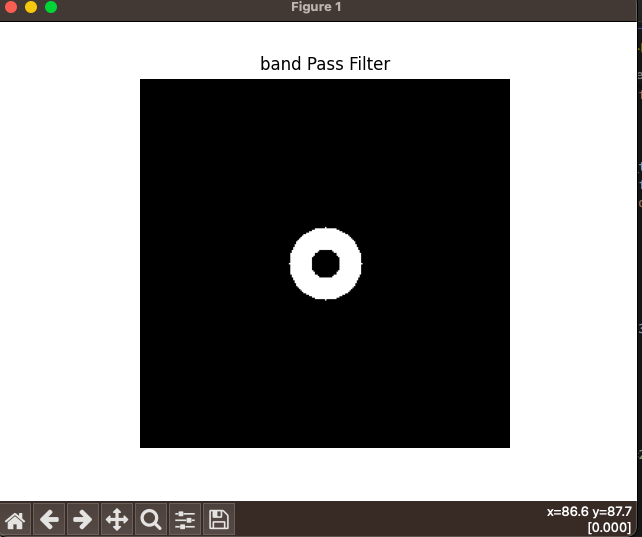 Figure 1
band Pass Filter
x=86.6 y=87.7
[0.000]